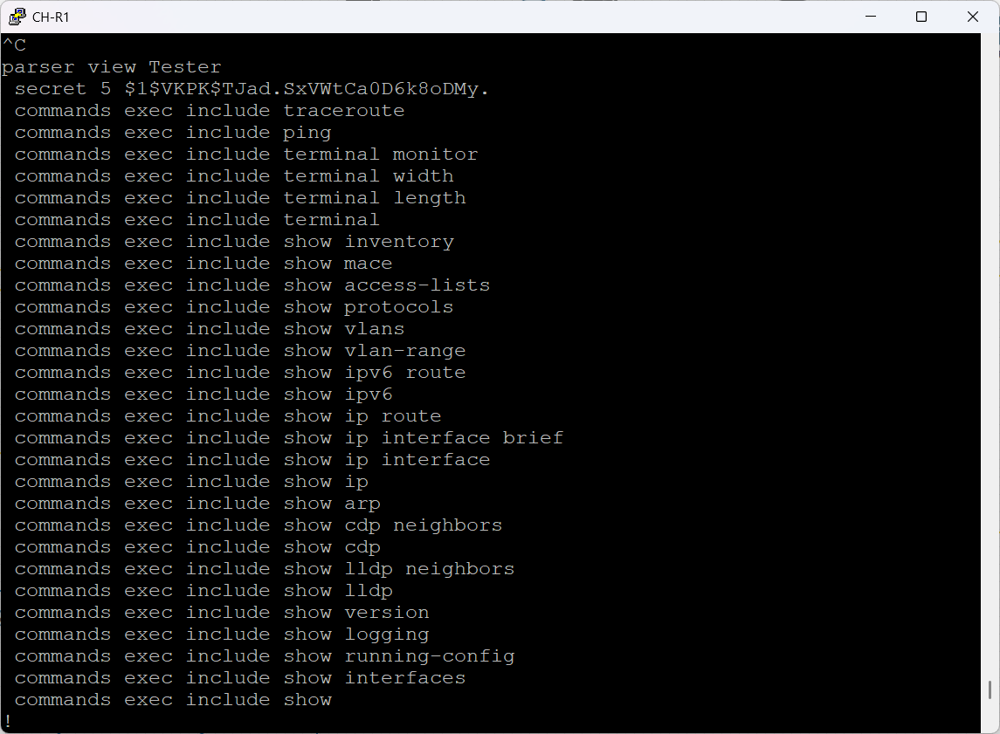 CH-R1
^C
parser view Tester
secret 5 $1$VKPK$TJad.SxVWtCa0D6k8oDMy.
commands exec include traceroute
commands exec include ping
commands exec include terminal monitor
commands exec include terminal width
commands exec include terminal length
commands exec include terminal
commands exec include show inventory
commands exec include show mace
commands exec include show access-lists
commands exec include show protocols
commands exec include show vlans
commands exec include show vlan-range
commands exec include show ipv6 route
commands exec include show ipv6
commands exec include show ip route
commands exec include show ip interface brief
commands exec include show ip interface
commands exec include show ip
commands exec include show arp
commands exec include show cdp neighbors
commands exec include show cdp
commands exec include show lldp neighbors
commands exec include show lldp
commands exec include show version
commands exec include show logging
commands exec include show running-config
commands exec include show interfaces
commands exec include show
!